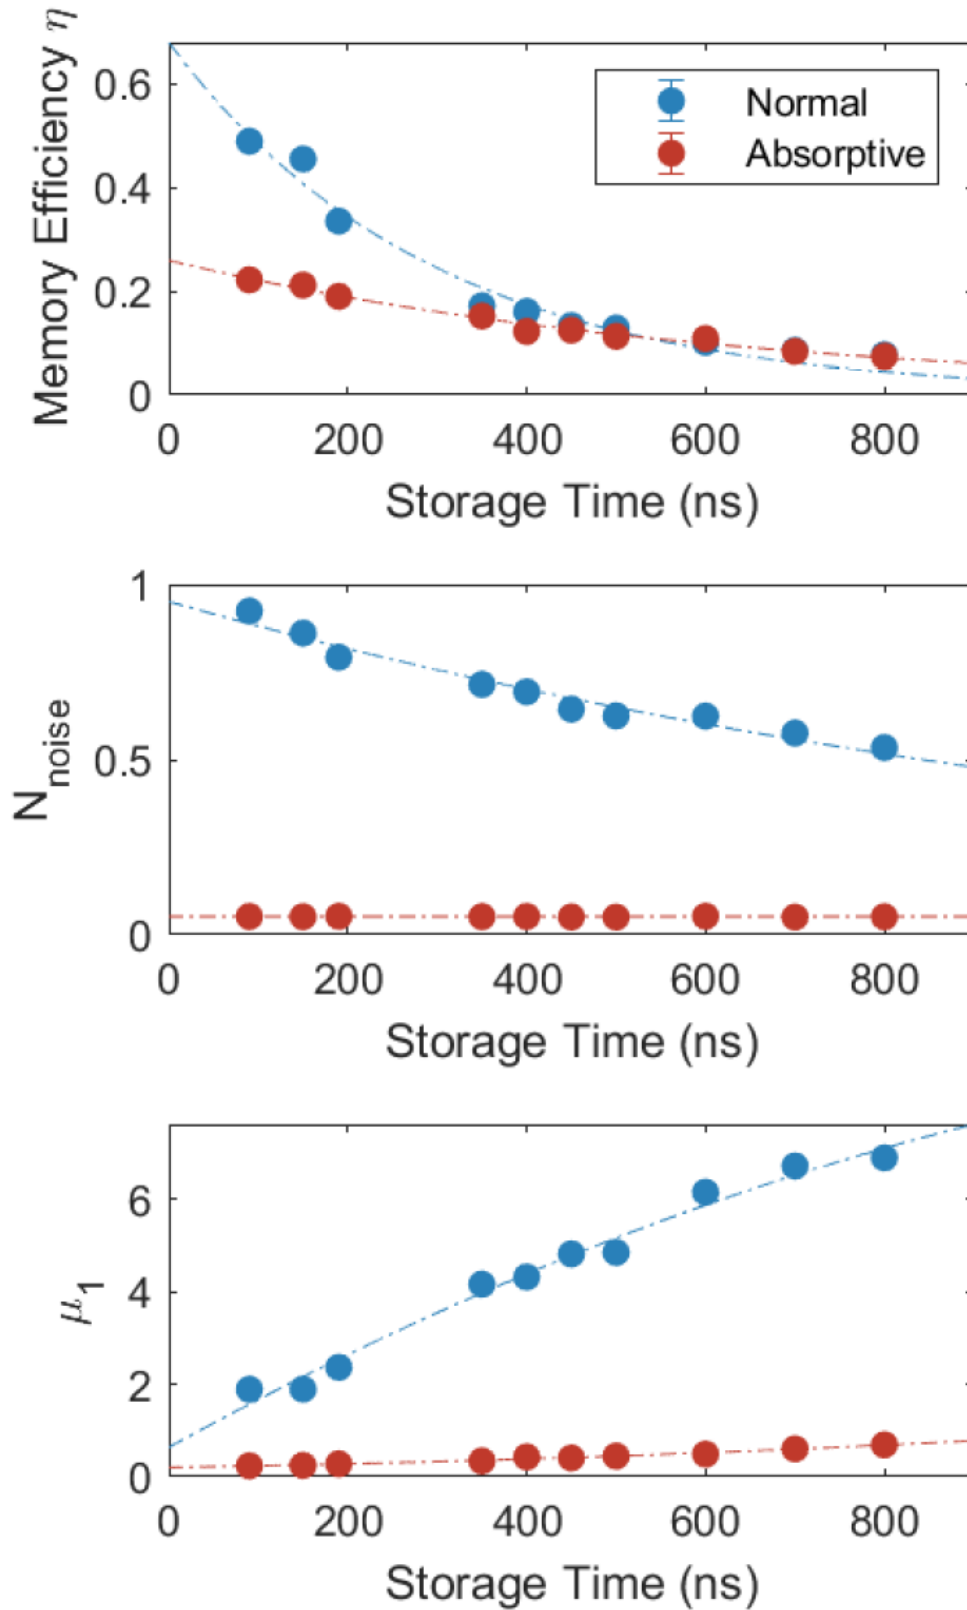 Memory Efficiency η
0.6
0.4
0.2
0
Normal
Absorptive
0 200 400 600 800
Storage Time (ns)
N_noise
1
0.5
0
0 200 400 600 800
Storage Time (ns)
μ_1
6
4
2
0
0 200 400 600 800
Storage Time (ns)